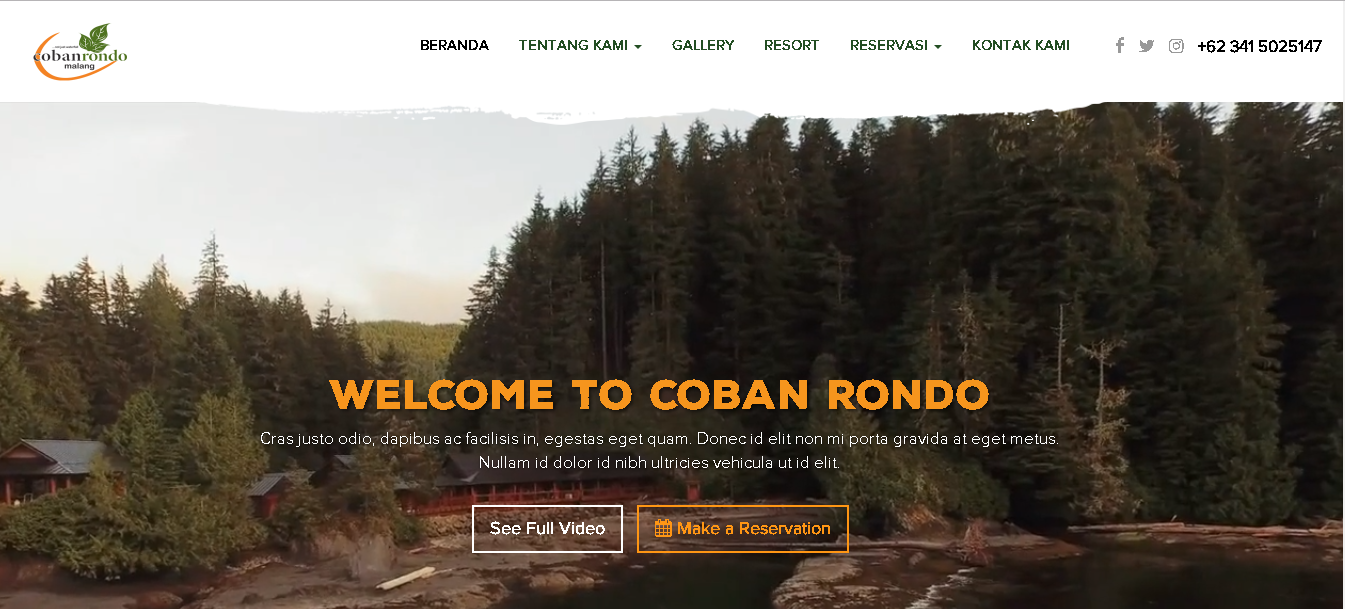 cobanrondo
malang
BERANDA
TENTANG KAMI
GALLERY
RESORT
RESERVASI
KONTAK KAMI
+62 341 5025147
WELCOME TO COBAN RONDO
Cras justo odio, dapibus ac facilisis in, egestas eget quam. Donec id elit non mi porta gravida at eget metus.
Nullam id dolor id nibh ultricies vehicula ut id elit.
See Full Video
Make a Reservation